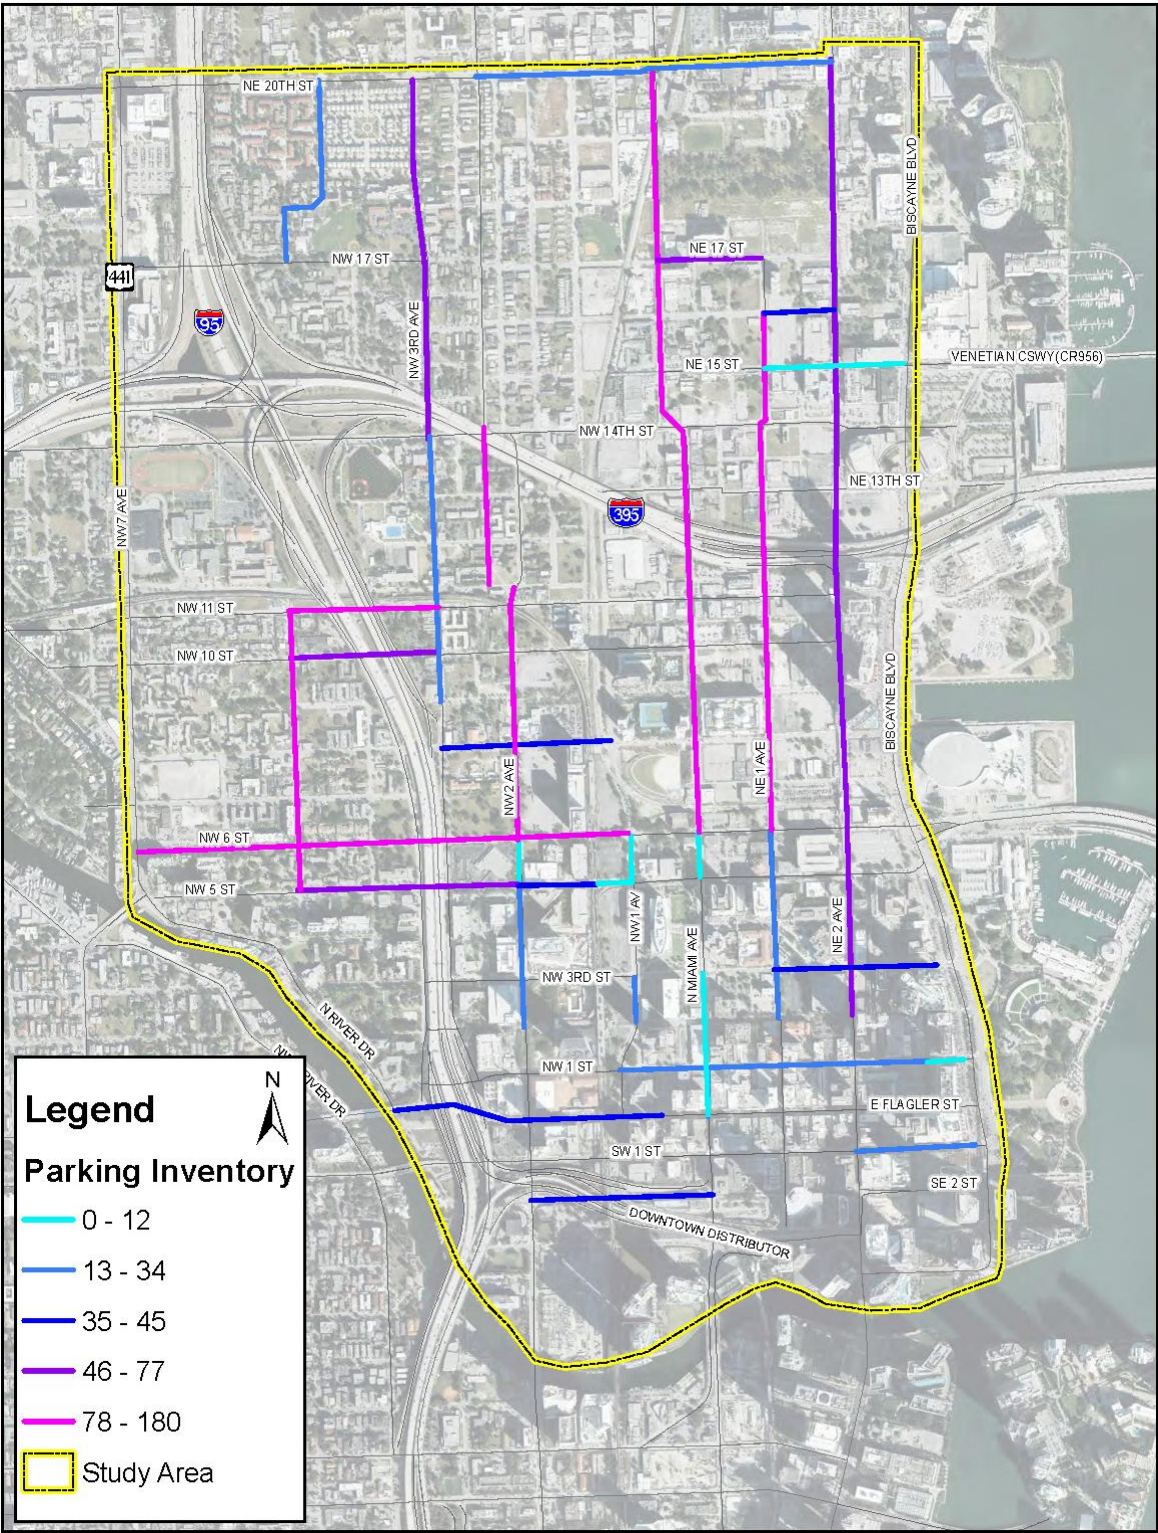 NE 20TH ST
BISCAYNE BLVD
NE 17 ST
NW 17 ST
441
95
NW 3RD AVE
VENETIAN CSWY(CR956)
NE 15 ST
NW 14TH ST
NE 13TH ST
NW 7 AVE
395
NW 11 ST
NW 10 ST
BISCAYNE BLVD
NE 1 AVE
NW 2 AVE
NW 6 ST
NW 5 ST
NW 1 AV
NE 2 AVE
N MIAMI AVE
NW 3RD ST
N RIVER DR
NW 1 ST
RIVER DR
E FLAGLER ST
SW 1 ST
SE 2 ST
DOWNTOWN DISTRIBUTOR
N
Legend
Parking Inventory
0 - 12
13 - 34
35 - 45
46 - 77
78 - 180
Study Area